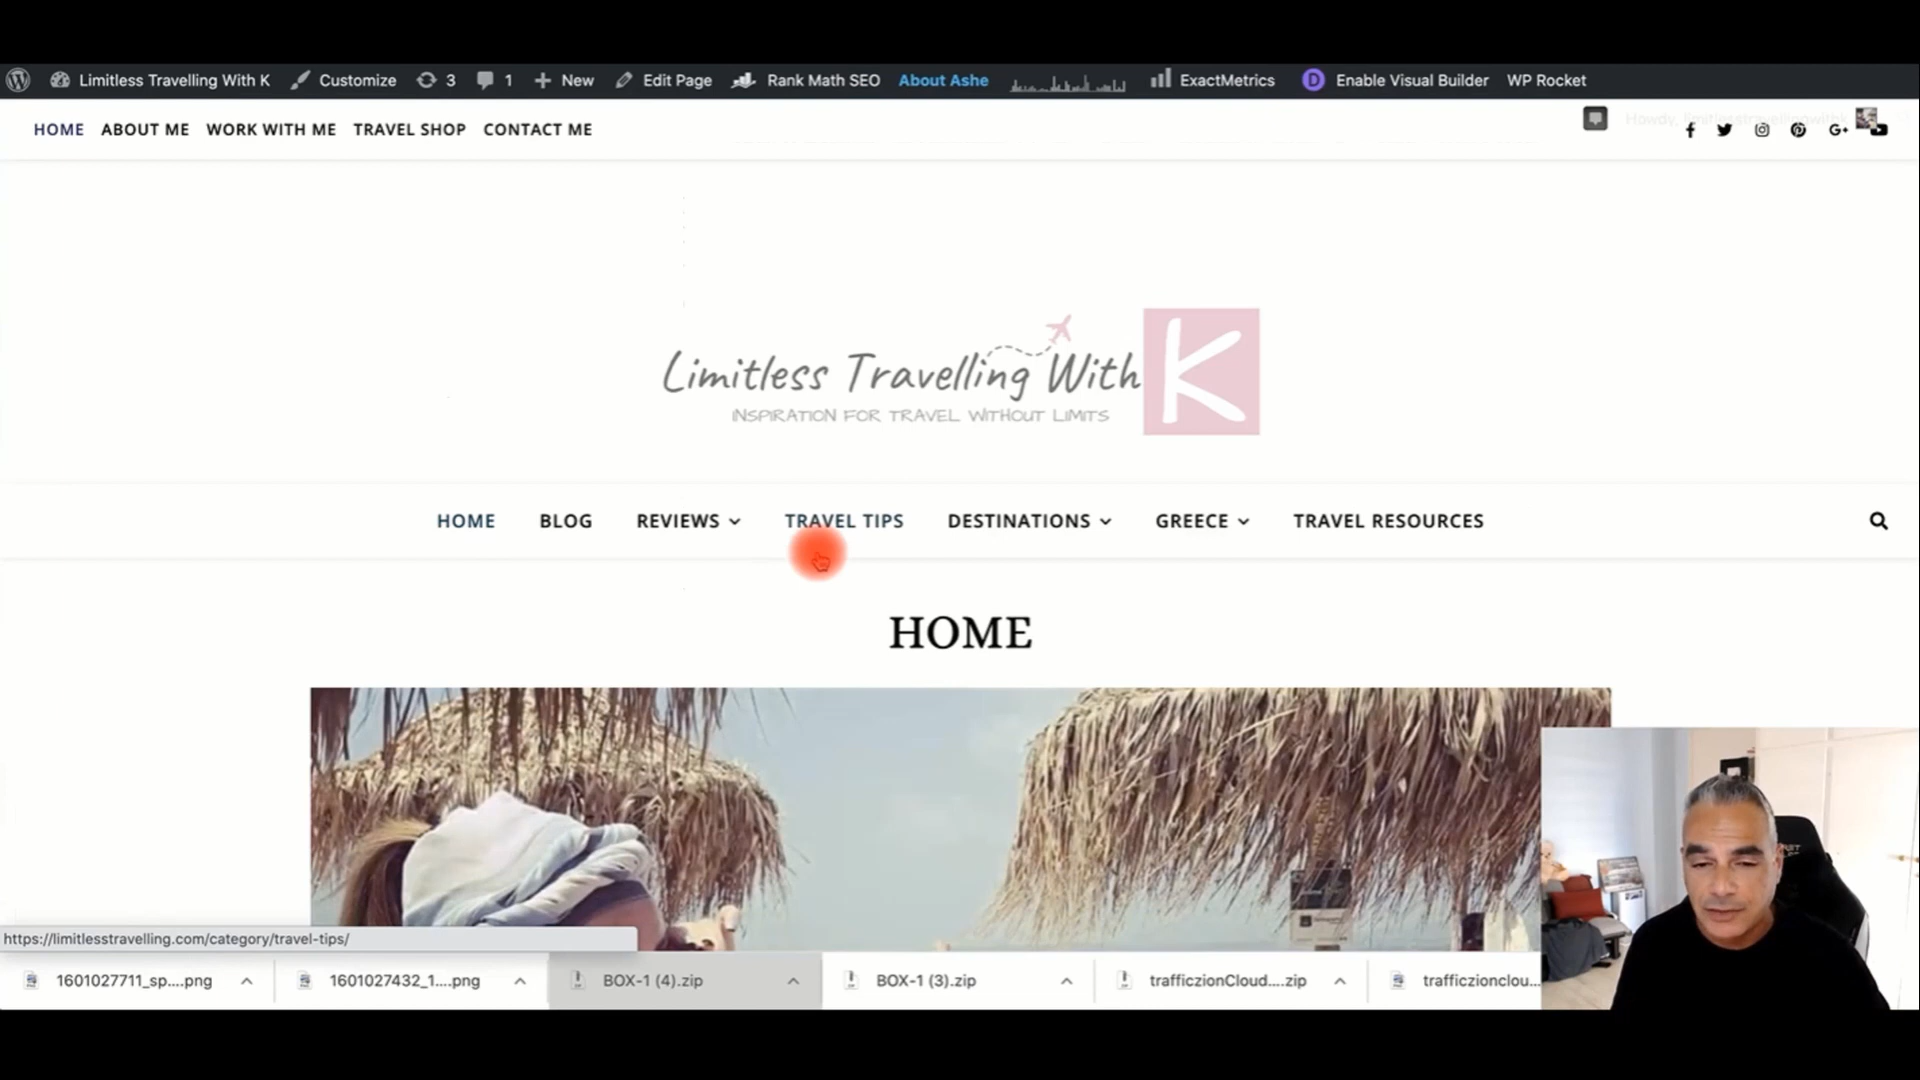 Limitless Travelling With K Customize 3 1 New Edit Page Rank Math SEO About Ashe ExactMetrics D Enable Visual Builder WP Rocket
HOME ABOUT ME WORK WITH ME TRAVEL SHOP CONTACT ME
Howdy, limitlesstravellingwithk
Limitless Travelling With K
INSPIRATION FOR TRAVEL WITHOUT LIMITS
HOME BLOG REVIEWS TRAVEL TIPS DESTINATIONS GREECE TRAVEL RESOURCES
HOME
https://limitlesstravelling.com/category/travel-tips/
1601027711_sp....png 1601027432_1....png BOX-1 (4).zip BOX-1 (3).zip trafficzionCloud....zip trafficzionclou...